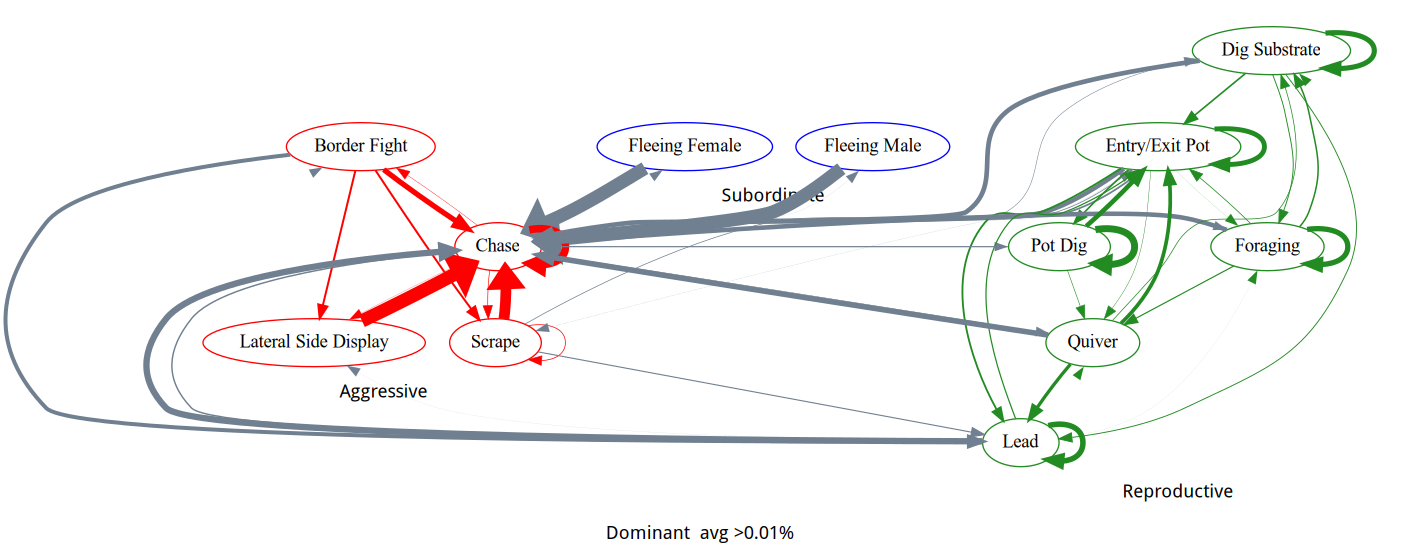 Dig Substrate
Border Fight
Fleeing Female
Fleeing Male
Entry/Exit Pot
Subordinate
Chase
Pot Dig
Foraging
Lateral Side Display
Scrape
Quiver
Aggressive
Lead
Reproductive
Dominant avg >0.01%